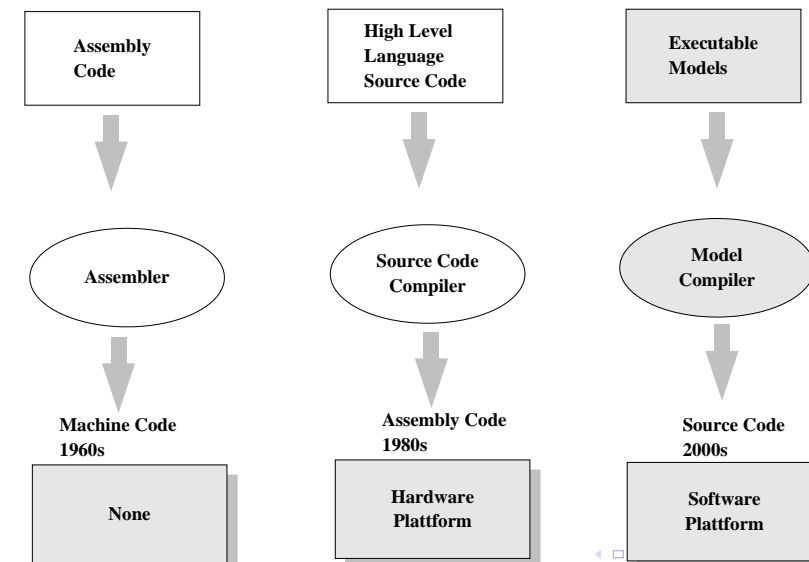 Assembly
Code
High Level
Language
Source Code
Executable
Models
Assembler
Source Code
Compiler
Model
Compiler
Machine Code
1960s
Assembly Code
1980s
Source Code
2000s
None
Hardware
Plattform
Software
Plattform